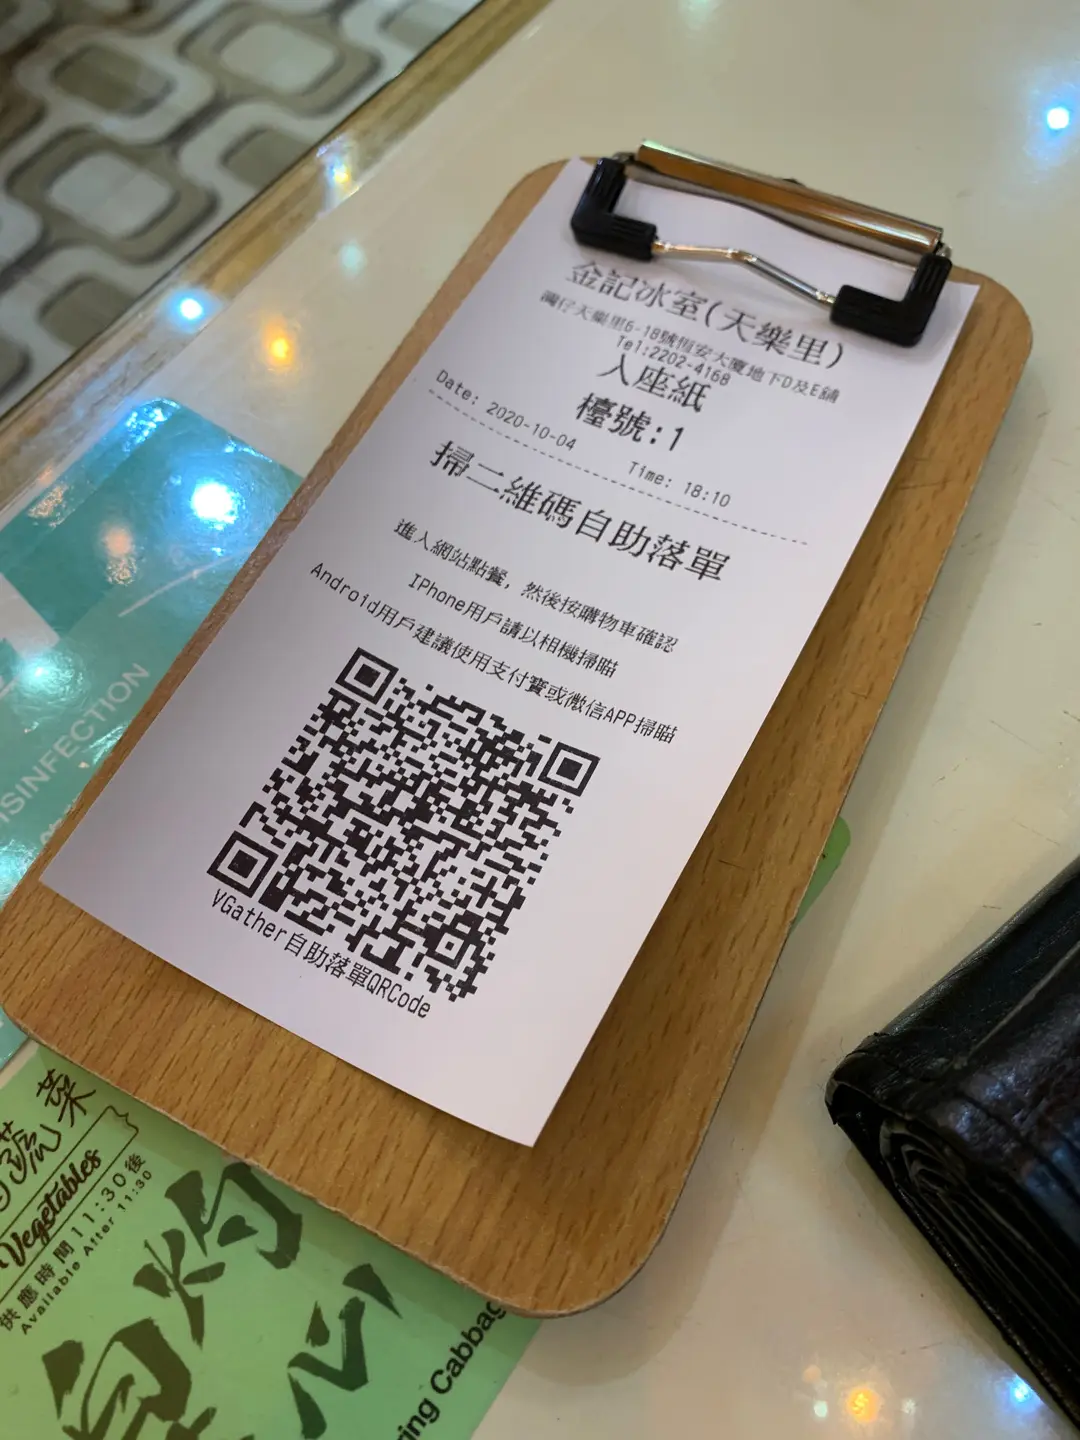 金記冰室(天樂里)
灣仔天樂里6-18號恒安大廈地下D及E舖
Tel:2202-4168
入座紙
檯號:1
Date: 2020-10-04 Time: 18:10
掃二維碼自助落單
進入網站點餐, 然後按購物車確認
IPhone用戶請以相機掃瞄
Android用戶建議使用支付寶或微信APP掃瞄
VGather自助落單QRCode
ISINFECTION
蔬菜
Vegetables
供應時間11:30後
Available After 11:30
灼
心
ring Cabbag